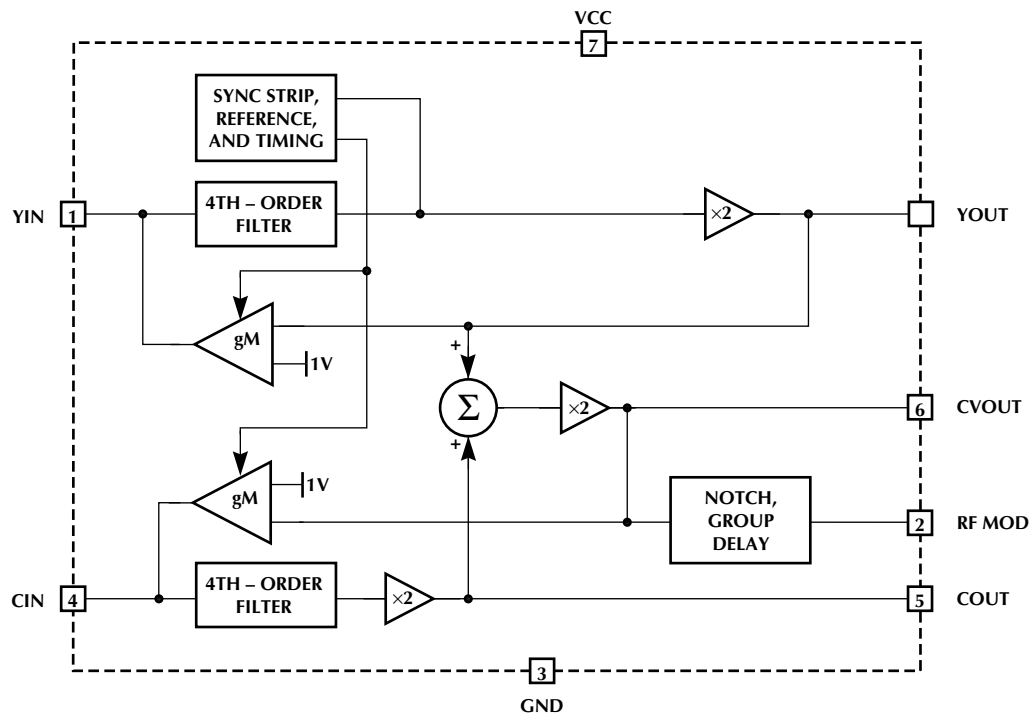 VCC
7
SYNC STRIP,
REFERENCE,
AND TIMING
YIN
1
4TH – ORDER
FILTER
×2
YOUT
gM
1V
+
Σ
×2
6
CVOUT
+
gM
1V
NOTCH,
GROUP
DELAY
2
RF MOD
CIN
4
4TH – ORDER
FILTER
×2
5
COUT
3
GND